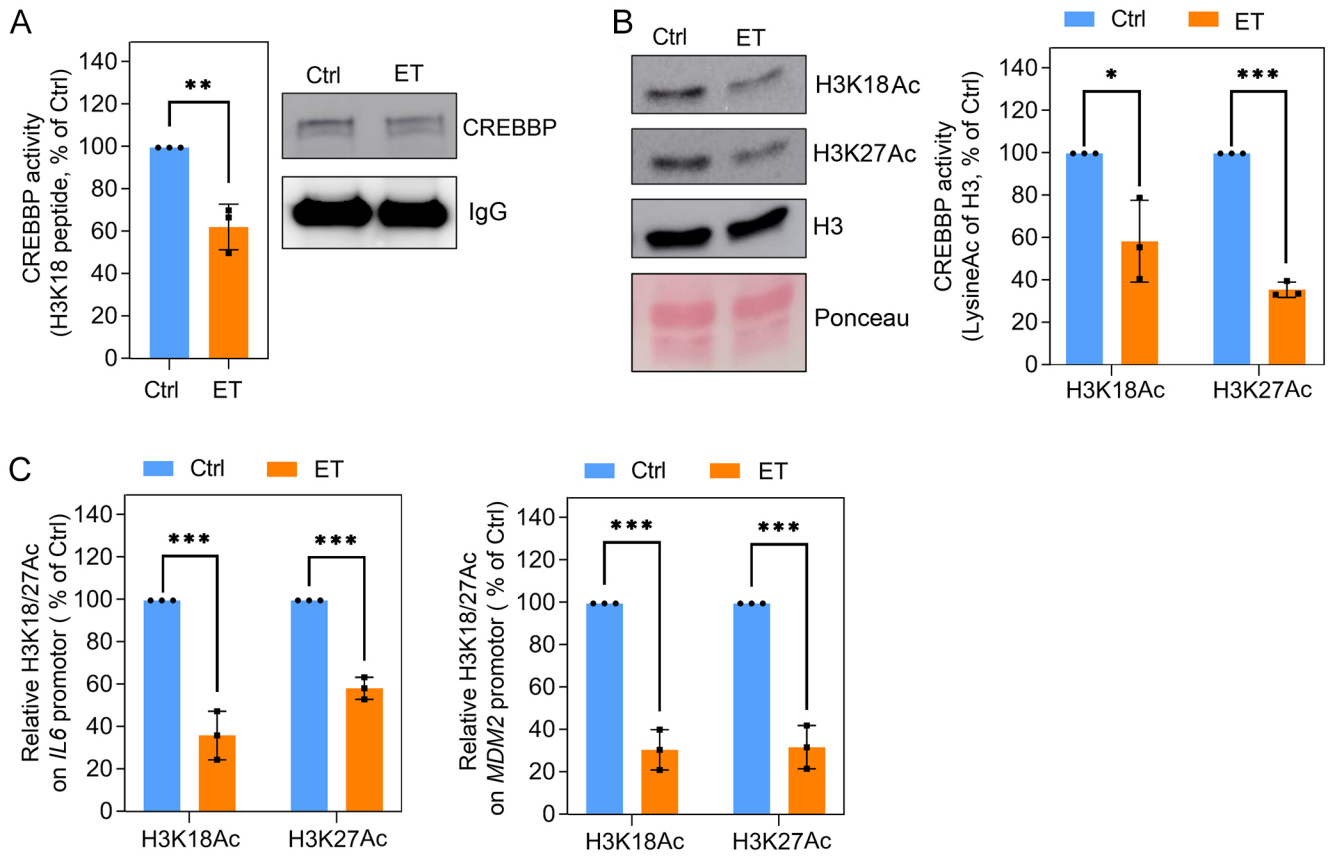 A
CREBBP activity
(H3K18 peptide, % of Ctrl)
140
120
100
80
60
40
20
0
**
Ctrl
ET
Ctrl
ET
CREBBP
IgG
B
Ctrl
ET
H3K18Ac
H3K27Ac
H3
Ponceau
Ctrl
ET
CREBBP activity
(LysineAc of H3, % of Ctrl)
140
120
100
80
60
40
20
0
*
***
H3K18Ac
H3K27Ac
C
Ctrl
ET
Relative H3K18/27Ac
on IL6 promotor ( % of Ctrl)
140
120
100
80
60
40
20
0
***
***
H3K18Ac
H3K27Ac
Ctrl
ET
Relative H3K18/27Ac
on MDM2 promotor ( % of Ctrl)
140
120
100
80
60
40
20
0
***
***
H3K18Ac
H3K27Ac